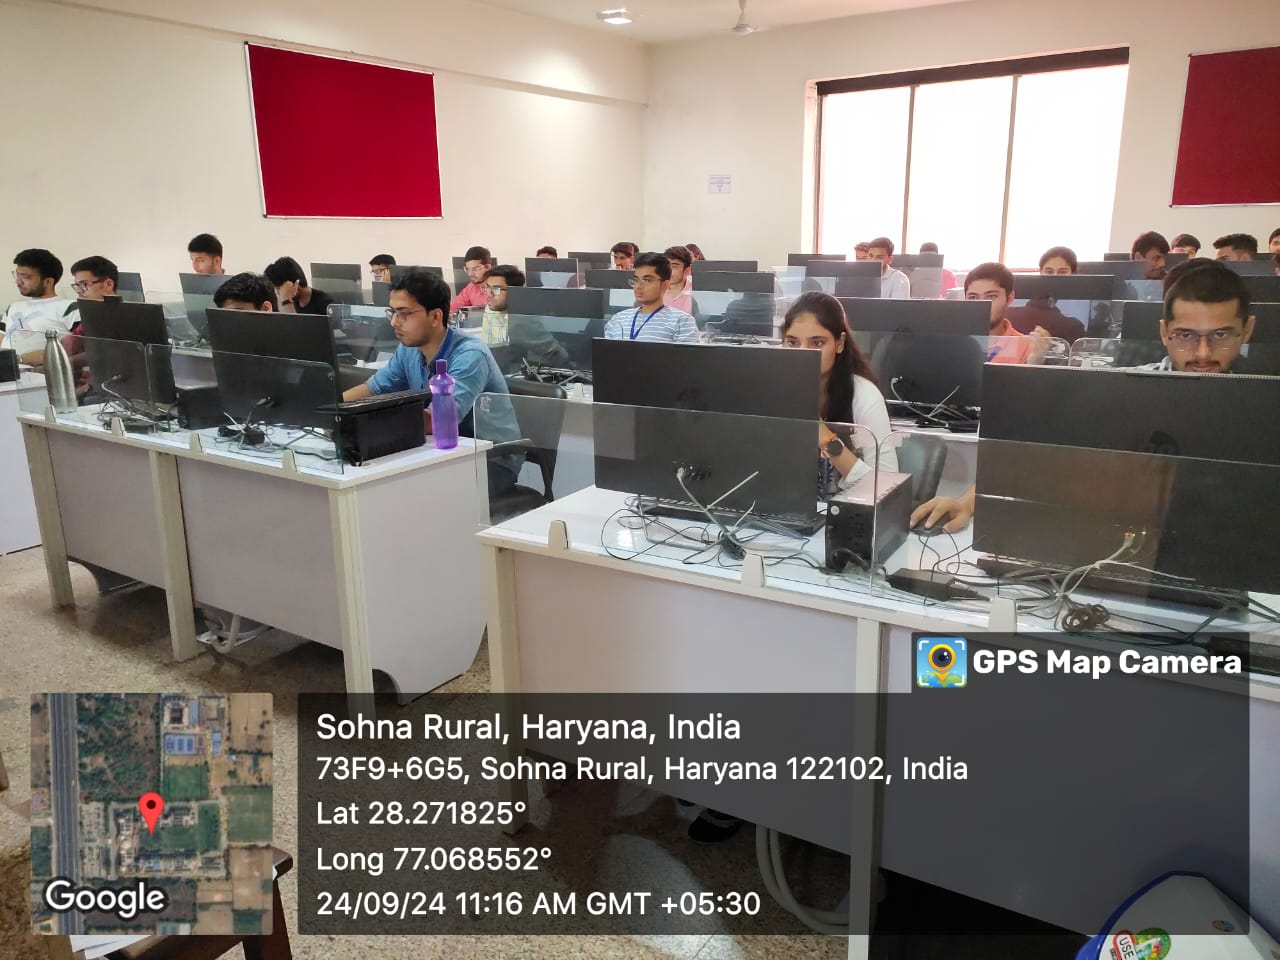 GPS Map Camera
Sohna Rural, Haryana, India
73F9+6G5, Sohna Rural, Haryana 122102, India
Lat 28.271825°
Long 77.068552°
24/09/24 11:16 AM GMT +05:30
Google
USE